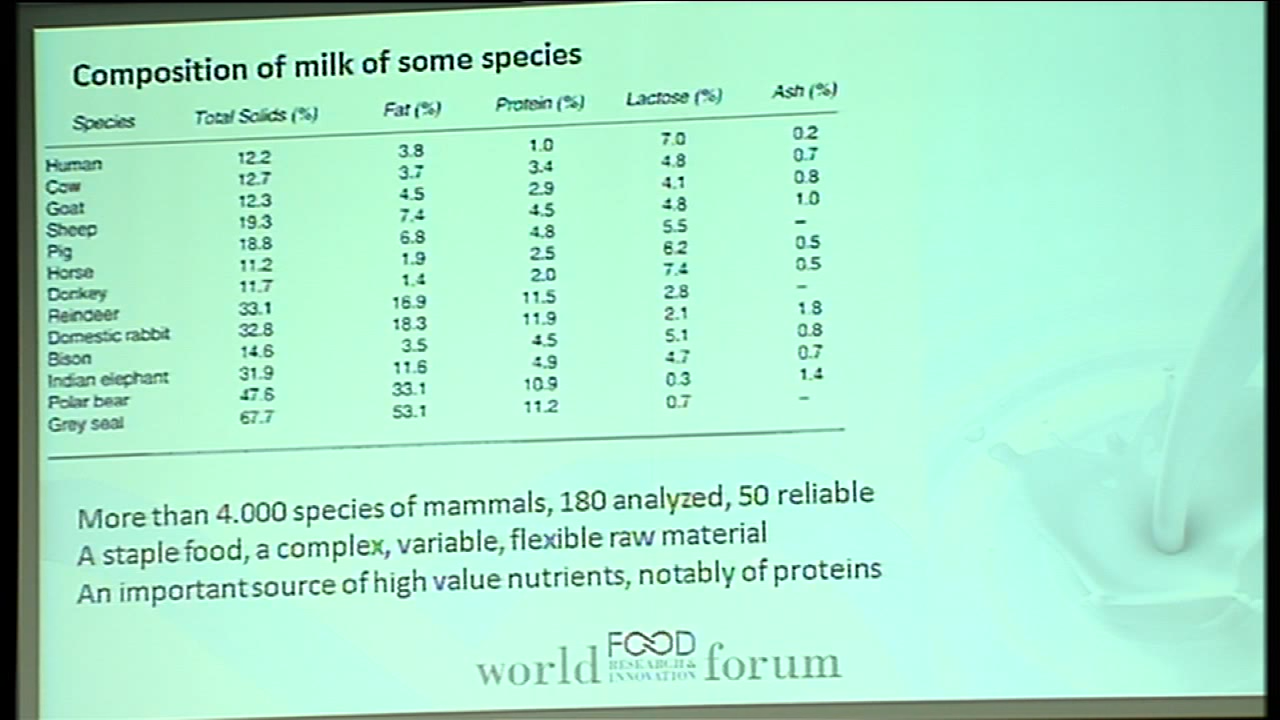 Composition of milk of some species
Species Total Solids (%) Fat (%) Protein (%) Lactose (%) Ash (%)
Human 12.2 3.8 1.0 7.0 0.2
Cow 12.7 3.7 3.4 4.8 0.7
Goat 12.3 4.5 2.9 4.1 0.8
Sheep 19.3 7.4 4.5 4.8 1.0
Pig 18.8 6.8 4.8 5.5 –
Horse 11.2 1.9 2.5 6.2 0.5
Donkey 11.7 1.4 2.0 7.4 0.5
Reindeer 33.1 16.9 11.5 2.8 –
Domestic rabbit 32.8 18.3 11.9 2.1 1.8
Bison 14.6 3.5 4.5 5.1 0.8
Indian elephant 31.9 11.6 4.9 4.7 0.7
Polar bear 47.6 33.1 10.9 0.3 1.4
Grey seal 67.7 53.1 11.2 0.7 –
More than 4.000 species of mammals, 180 analyzed, 50 reliable
A staple food, a complex, variable, flexible raw material
An important source of high value nutrients, notably of proteins
world FOOD RESEARCH & INNOVATION forum